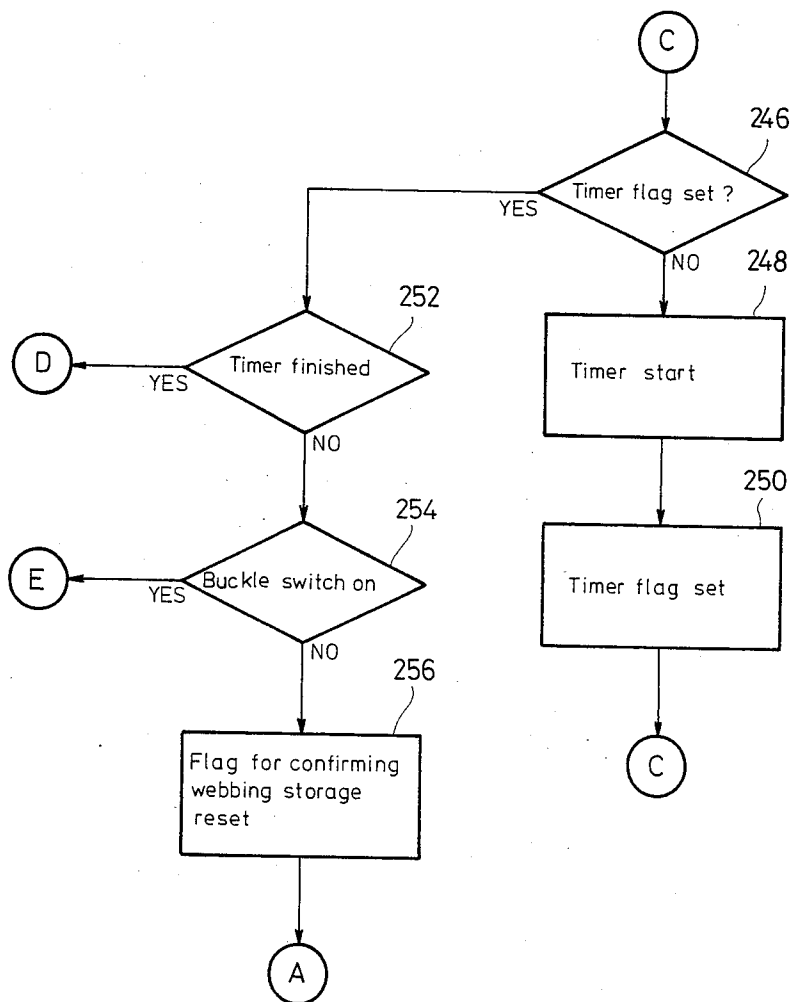 C
246
Timer flag set ?
YES
NO
248
252
Timer finished
D
YES
NO
Timer start
250
254
Buckle switch on
E
YES
NO
Timer flag set
256
Flag for confirming
webbing storage
reset
C
A